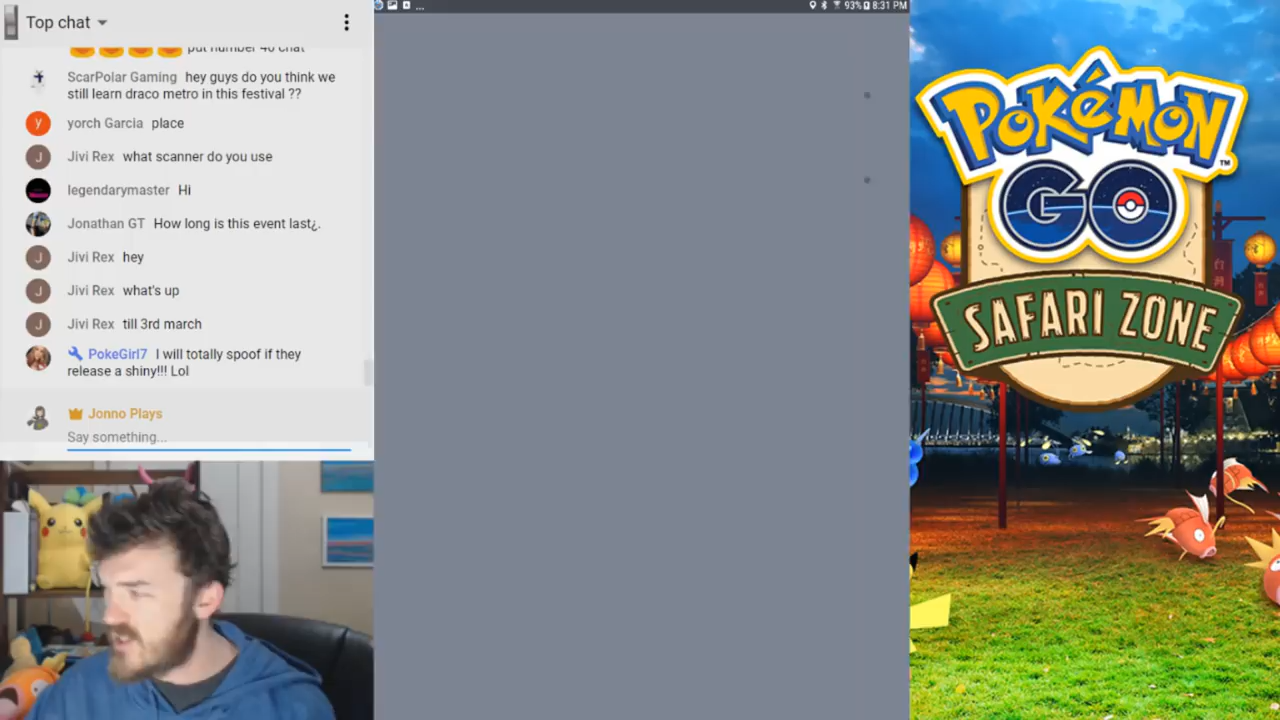 Top chat
put number 40 chat
ScarPolar Gaming hey guys do you think we
still learn draco metro in this festival ??
yorch Garcia place
Jivi Rex what scanner do you use
legendarymaster Hi
Jonathan GT How long is this event last¿.
Jivi Rex hey
Jivi Rex what's up
Jivi Rex till 3rd march
PokeGirl7 I will totally spoof if they
release a shiny!!! Lol
Jonno Plays
Say something...
... 93% 8:31 PM
POKéMON
TM
GO
SAFARI ZONE
台灣